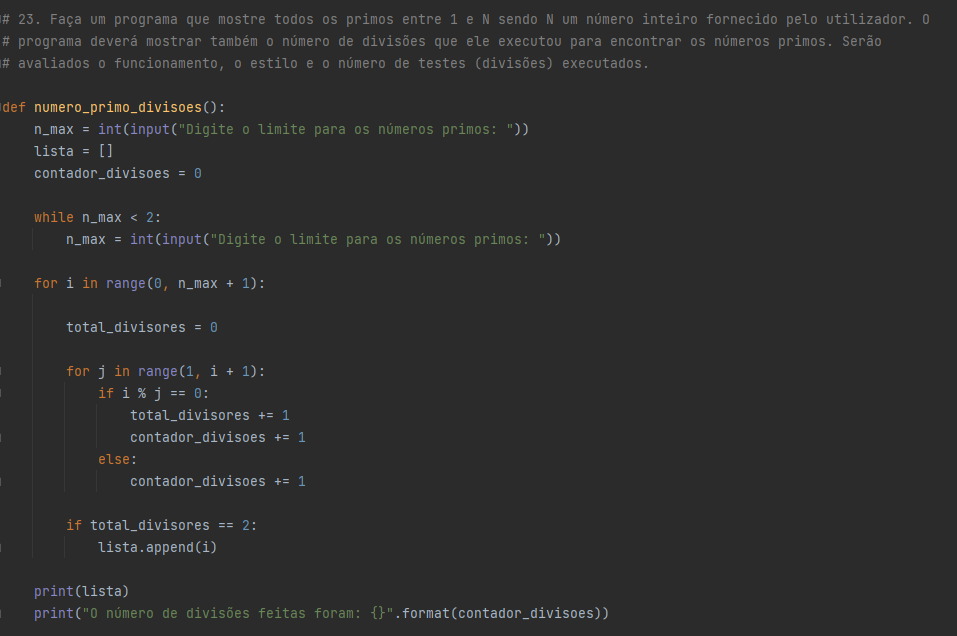 # 23. Faça um programa que mostre todos os primos entre 1 e N sendo N um número inteiro fornecido pelo utilizador. O
# programa deverá mostrar também o número de divisões que ele executou para encontrar os números primos. Serão
# avaliados o funcionamento, o estilo e o número de testes (divisões) executados.
def numero_primo_divisoes():
    n_max = int(input("Digite o limite para os números primos: "))
    lista = []
    contador_divisoes = 0
    while n_max < 2:
        n_max = int(input("Digite o limite para os números primos: "))
    for i in range(0, n_max + 1):
        total_divisores = 0
        for j in range(1, i + 1):
            if i % j == 0:
                total_divisores += 1
                contador_divisoes += 1
            else:
                contador_divisoes += 1
        if total_divisores == 2:
            lista.append(i)
    print(lista)
    print("O número de divisões feitas foram: {}".format(contador_divisoes))